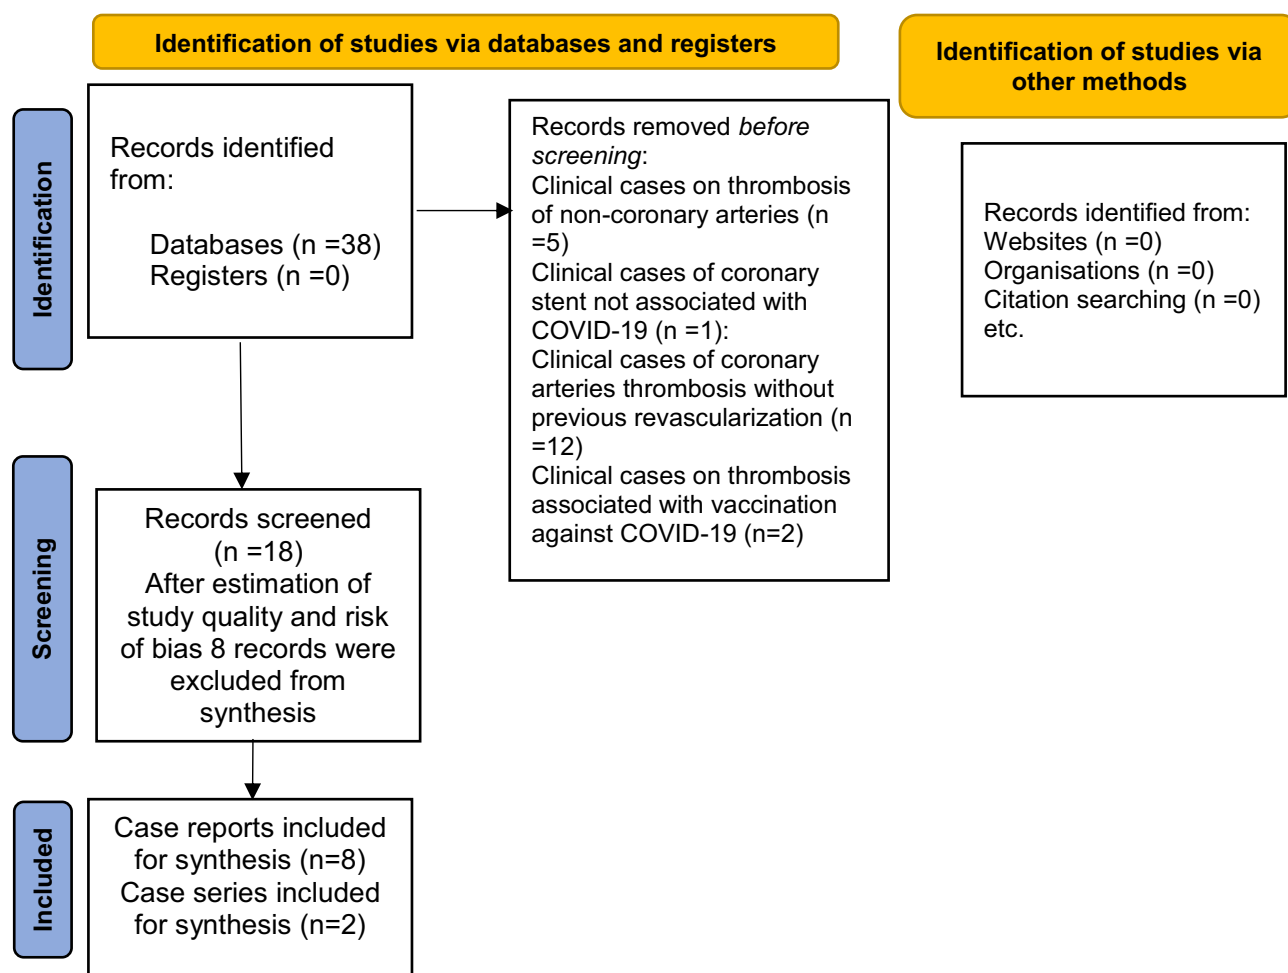 Identification of studies via databases and registers
Identification of studies via
other methods
Identification
Records identified
from:
Databases (n =38)
Registers (n =0)
Records removed before
screening:
Clinical cases on thrombosis
of non-coronary arteries (n
=5)
Clinical cases of coronary
stent not associated with
COVID-19 (n =1):
Clinical cases of coronary
arteries thrombosis without
previous revascularization (n
=12)
Clinical cases on thrombosis
associated with vaccination
against COVID-19 (n=2)
Records identified from:
Websites (n =0)
Organisations (n =0)
Citation searching (n =0)
etc.
Screening
Records screened
(n =18)
After estimation of
study quality and risk
of bias 8 records were
excluded from
synthesis
Included
Case reports included
for synthesis (n=8)
Case series included
for synthesis (n=2)